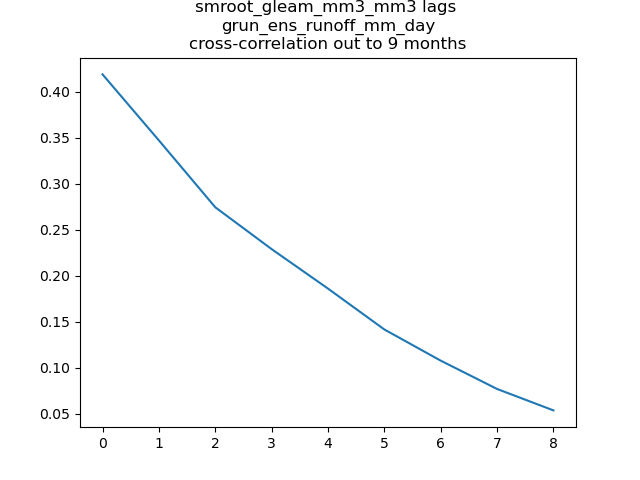 smroot_gleam_mm3_mm3 lags
grun_ens_runoff_mm_day
cross-correlation out to 9 months
0.40
0.35
0.30
0.25
0.20
0.15
0.10
0.05
0 1 2 3 4 5 6 7 8